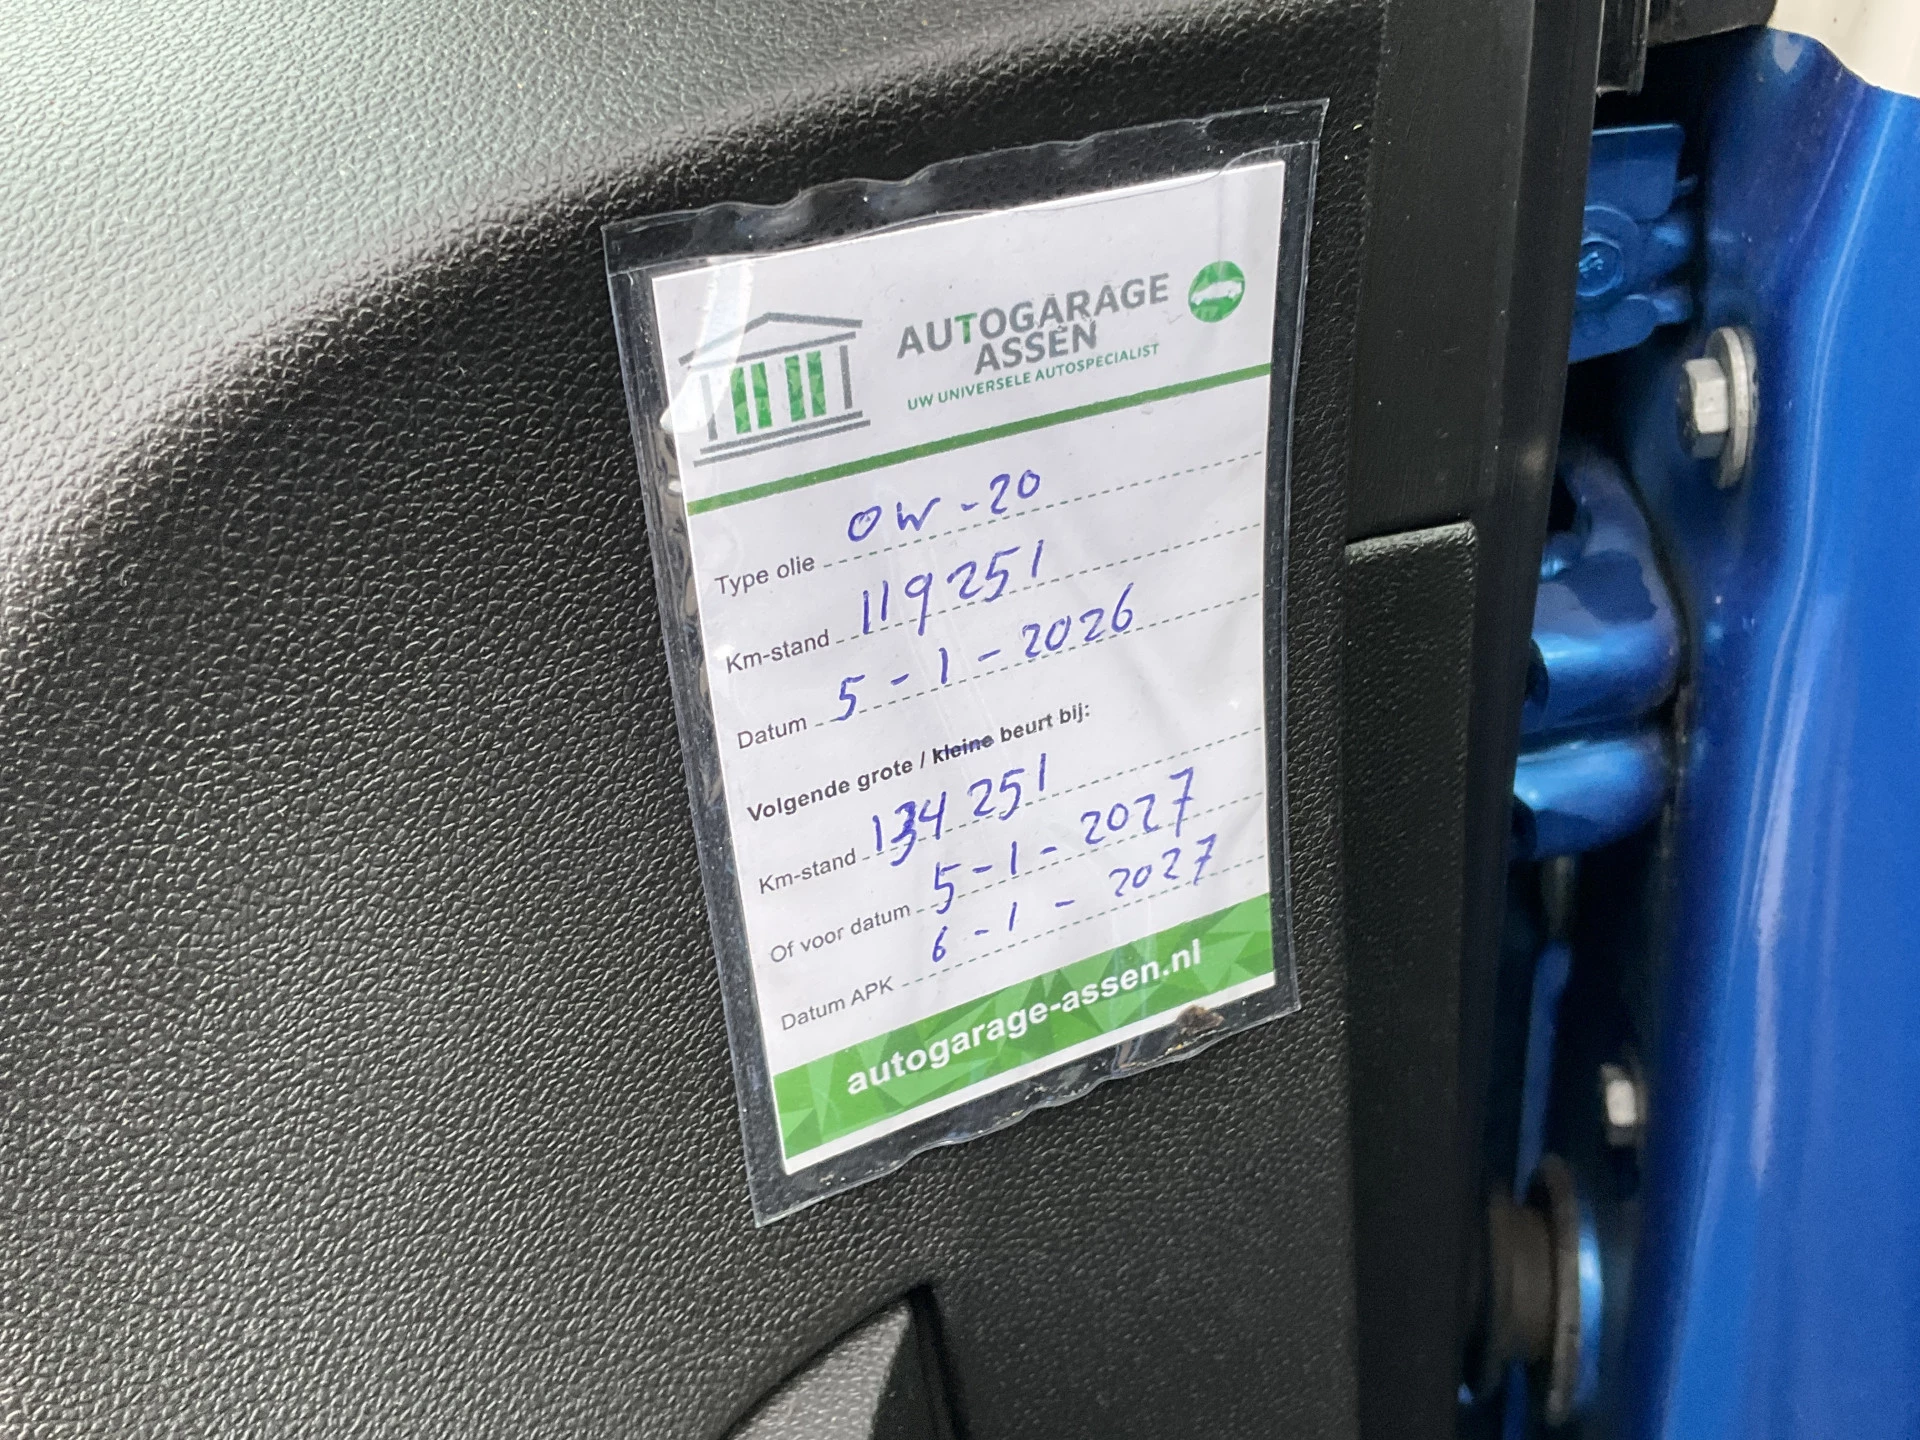 AUTOGARAGE
ASSEN
UW UNIVERSELE AUTOSPECIALIST
Type olie 0W-20
Km-stand 119251
Datum 5-1-2026
Volgende grote / kleine beurt bij:
Km-stand 134251
Of voor datum 5-1-2027
Datum APK 6-1-2027
autogarage-assen.nl